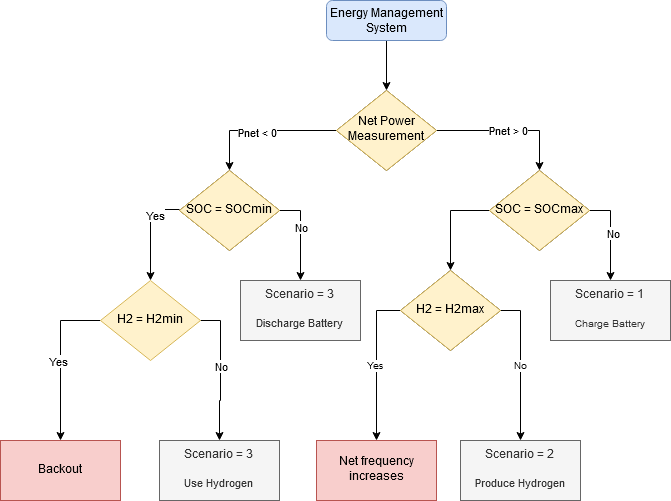 Energy Management
System
Net Power
Measurement
Pnet < 0
Pnet > 0
SOC = SOCmin
SOC = SOCmax
Yes
No
No
H2 = H2min
Scenario = 3
Discharge Battery
H2 = H2max
Scenario = 1
Charge Battery
Yes
No
Yes
No
Backout
Scenario = 3
Use Hydrogen
Net frequency
increases
Scenario = 2
Produce Hydrogen